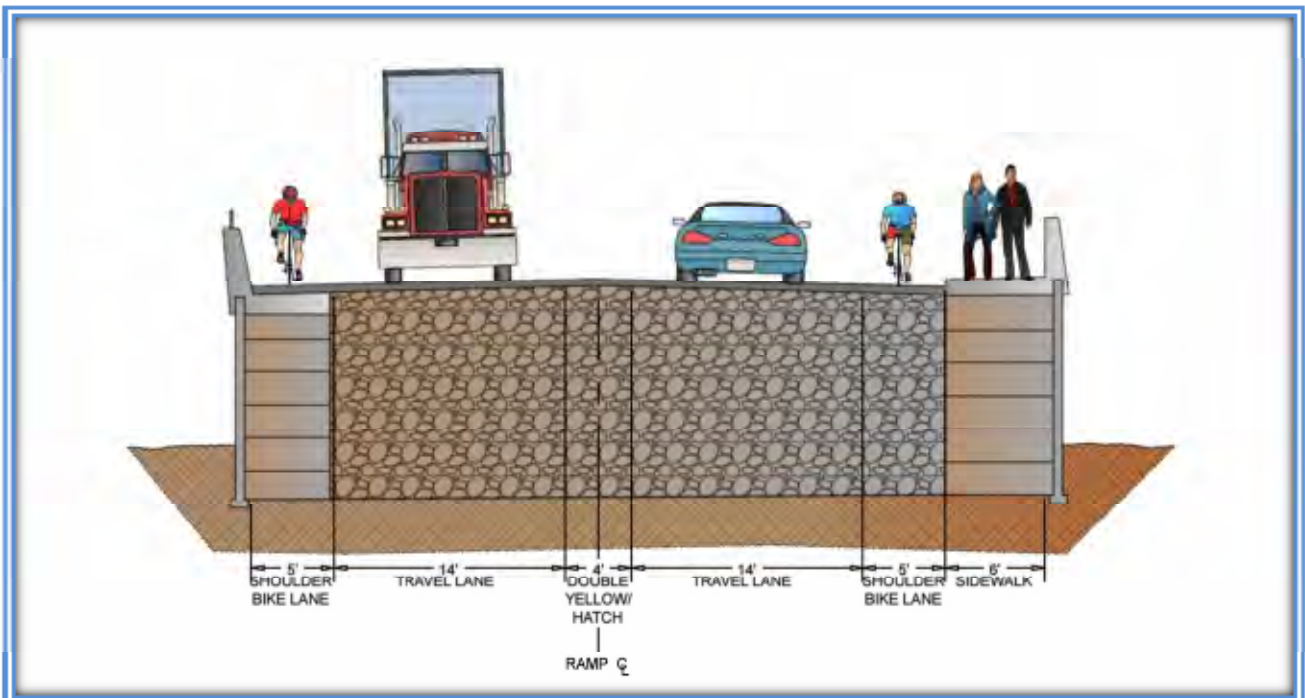 5' 14' 4' 14' 5' 6'
SHOULDER TRAVEL LANE DOUBLE TRAVEL LANE SHOULDER SIDEWALK
BIKE LANE YELLOW/ BIKE LANE
HATCH
RAMP ℄